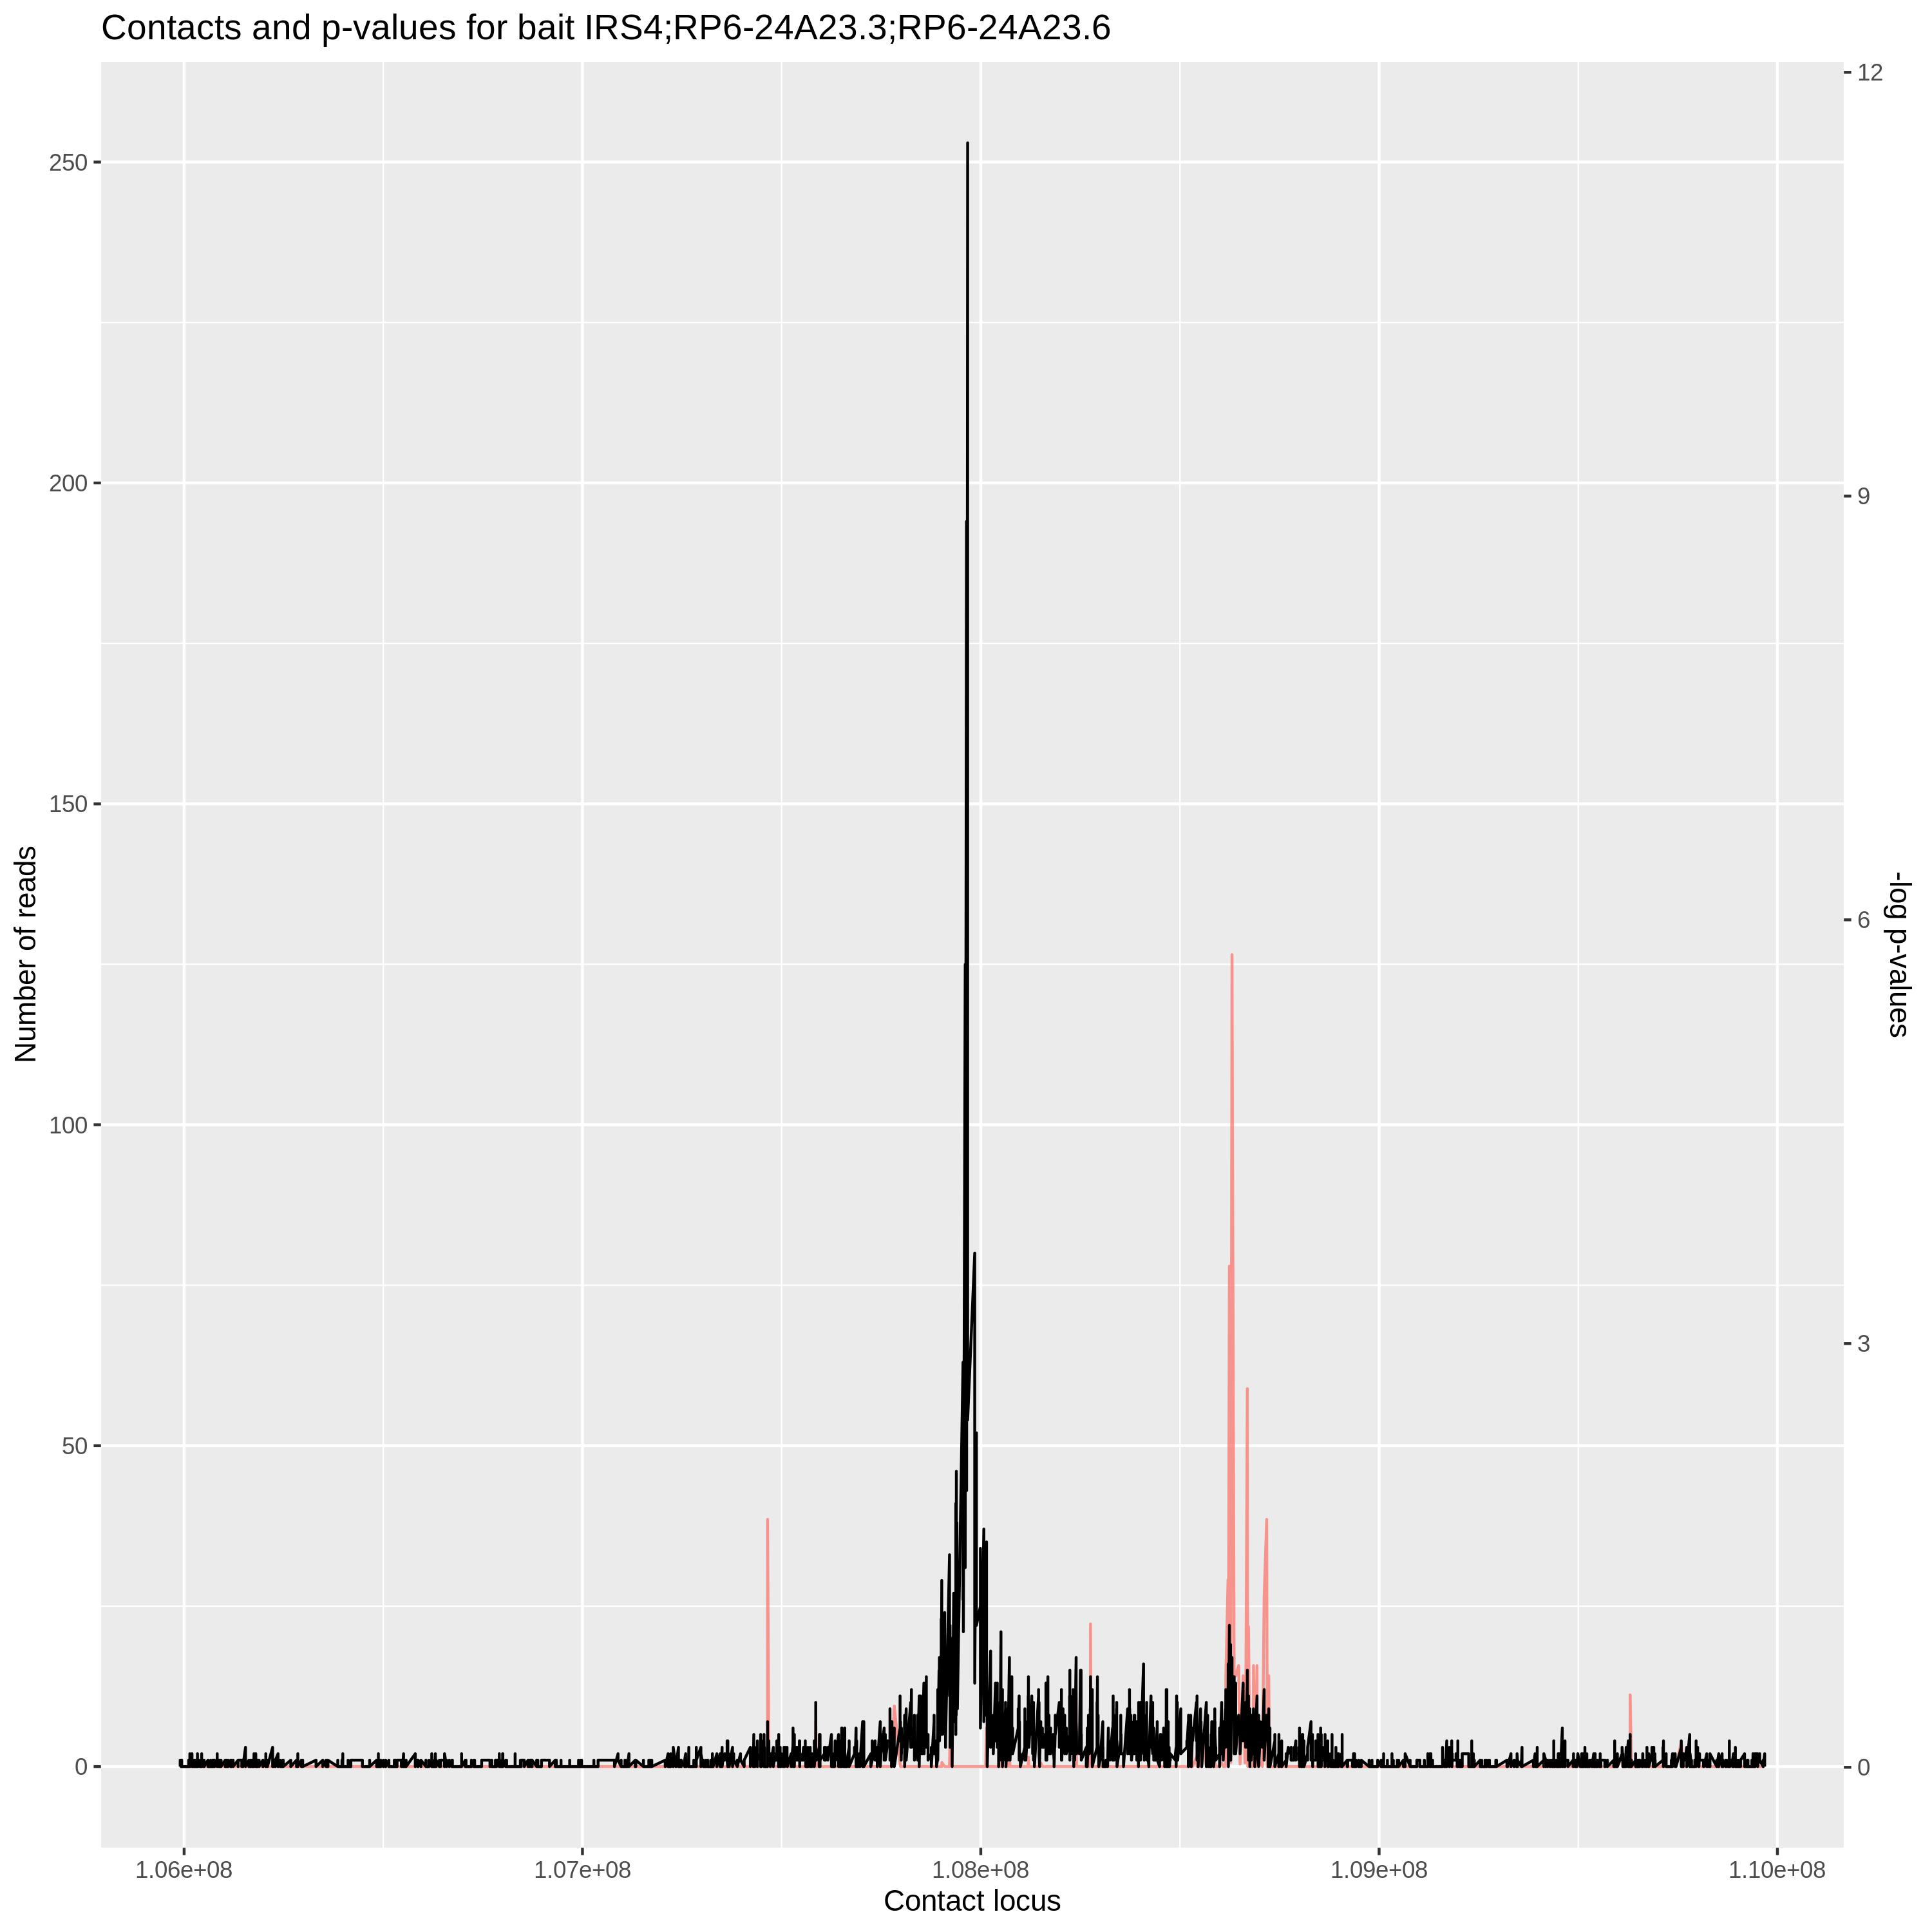 Contacts and p-values for bait IRS4;RP6-24A23.3;RP6-24A23.6
250
200
150
100
50
0
Number of reads
12
9
6
3
0
-log p-values
1.06e+08
1.07e+08
1.08e+08
1.09e+08
1.10e+08
Contact locus